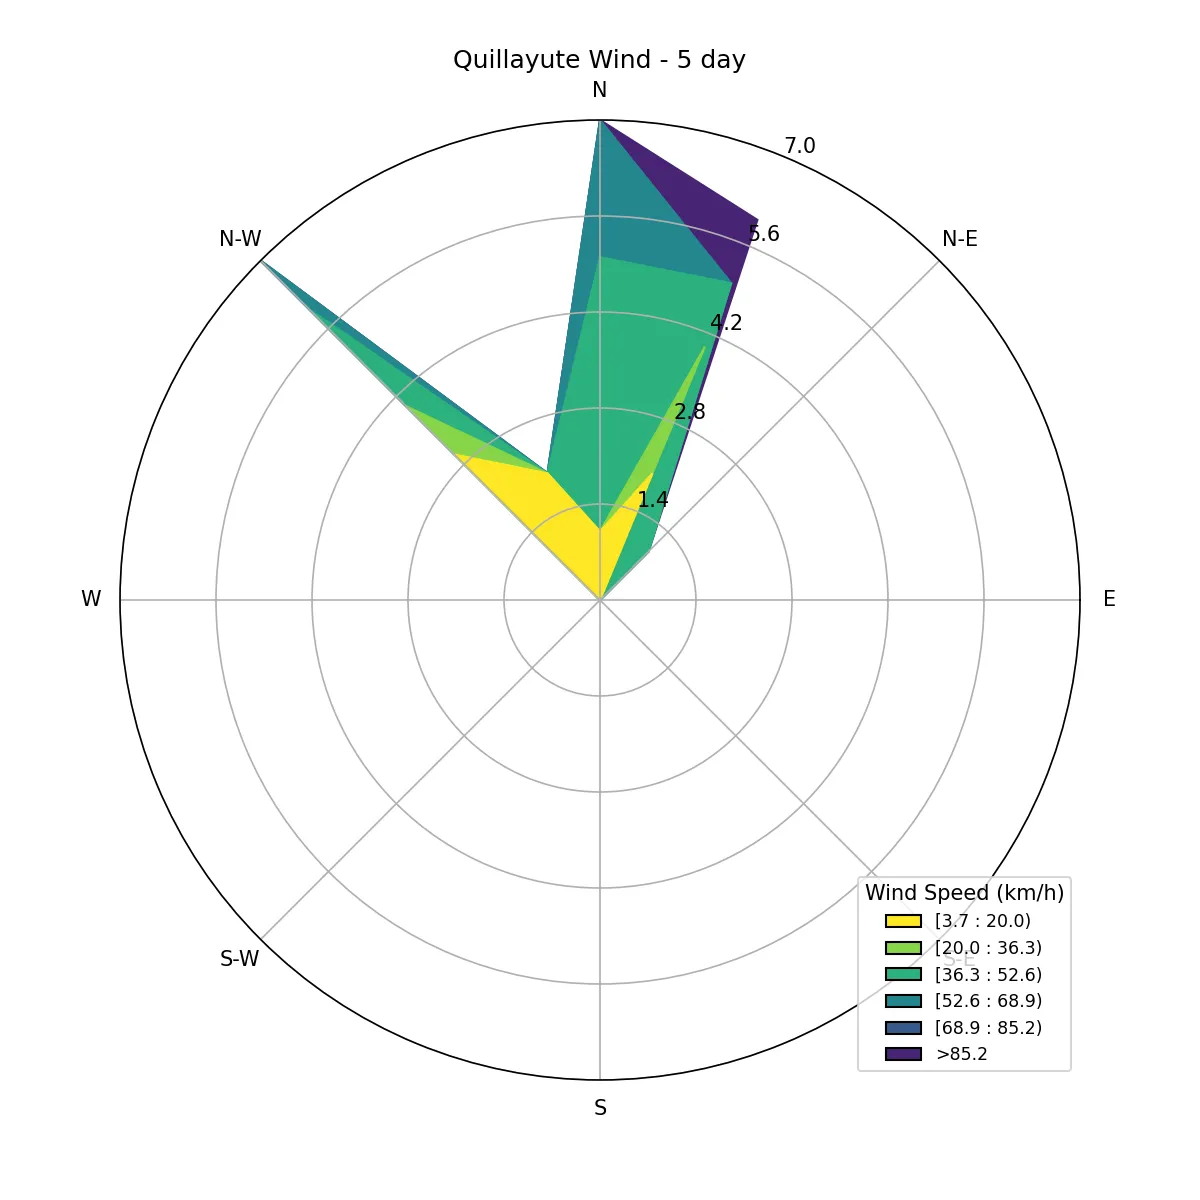 Quillayute Wind - 5 day
N
7.0
N-W
5.6
N-E
4.2
2.8
1.4
W
E
Wind Speed (km/h)
[3.7 : 20.0)
[20.0 : 36.3)
S-W
S-E
[36.3 : 52.6)
[52.6 : 68.9)
[68.9 : 85.2)
>85.2
S